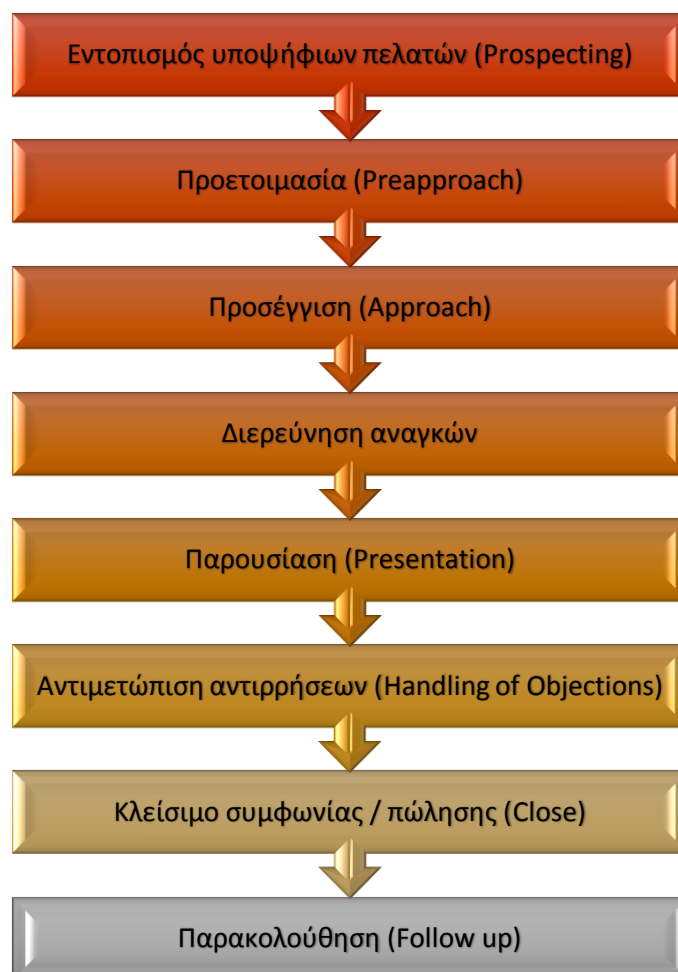 Εντοπισμός υποψήφιων πελατών (Prospecting)
Προετοιμασία (Preapproach)
Προσέγγιση (Approach)
Διερεύνηση αναγκών
Παρουσίαση (Presentation)
Αντιμετώπιση αντιρρήσεων (Handling of Objections)
Κλείσιμο συμφωνίας / πώλησης (Close)
Παρακολούθηση (Follow up)